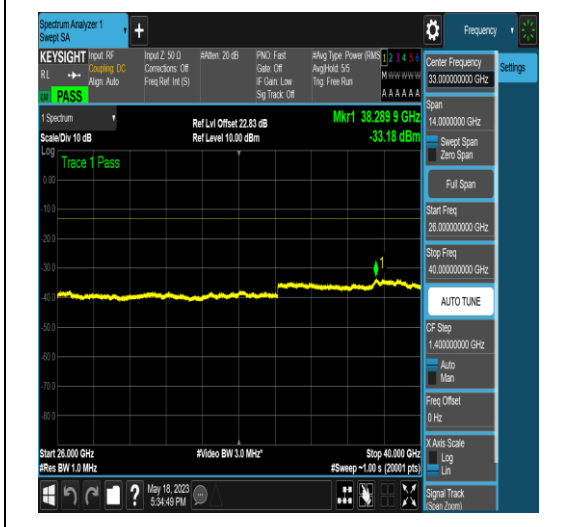 Spectrum Analyzer 1
Swept SA
+
Frequency
KEYSIGHT Input: RF Input Z: 50 Ω #Atten: 20 dB PNO: Fast #Avg Type: Power (RMS 1 2 3 4 5 6
RL Coupling: DC Corrections: Off Gate: Off Avg|Hold: 5/5 M W W W W W
Align: Auto Freq Ref: Int (S) IF Gain: Low Trig: Free Run
PASS Sig Track: Off A A A A A A
1 Spectrum
Ref Lvl Offset 22.83 dB
Mkr1 38.289 9 GHz
Scale/Div 10 dB
Ref Level 10.00 dBm
-33.18 dBm
Log
Trace 1 Pass
0.00
-10.0
-20.0
-30.0
1
-40.0
-50.0
-60.0
-70.0
-80.0
Start 26.000 GHz
#Video BW 3.0 MHz*
Stop 40.000 GHz
#Res BW 1.0 MHz
#Sweep ~1.00 s (20001 pts)
?
May 18, 2023
5:34:49 PM
Center Frequency
33.000000000 GHz
Settings
Span
14.0000000 GHz
Swept Span
Zero Span
Full Span
Start Freq
26.000000000 GHz
Stop Freq
40.000000000 GHz
AUTO TUNE
CF Step
1.400000000 GHz
Auto
Man
Freq Offset
0 Hz
X Axis Scale
Log
Lin
Signal Track
(Span Zoom)